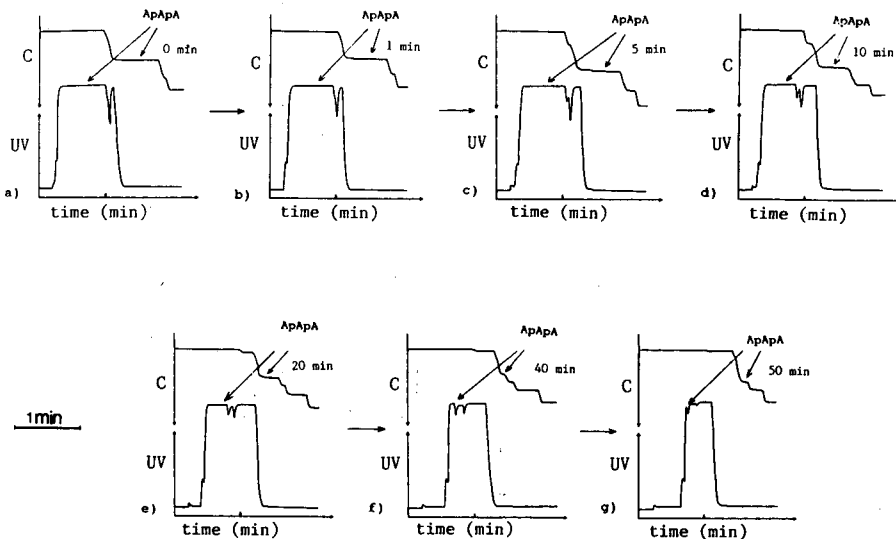 ApApA
0 min
C
UV
a)
time (min)
ApApA
1 min
C
UV
b)
time (min)
ApApA
5 min
C
UV
c)
time (min)
ApApA
10 min
C
UV
d)
time (min)
1min
ApApA
20 min
C
UV
e)
time (min)
ApApA
40 min
C
UV
f)
time (min)
ApApA
50 min
C
UV
g)
time (min)